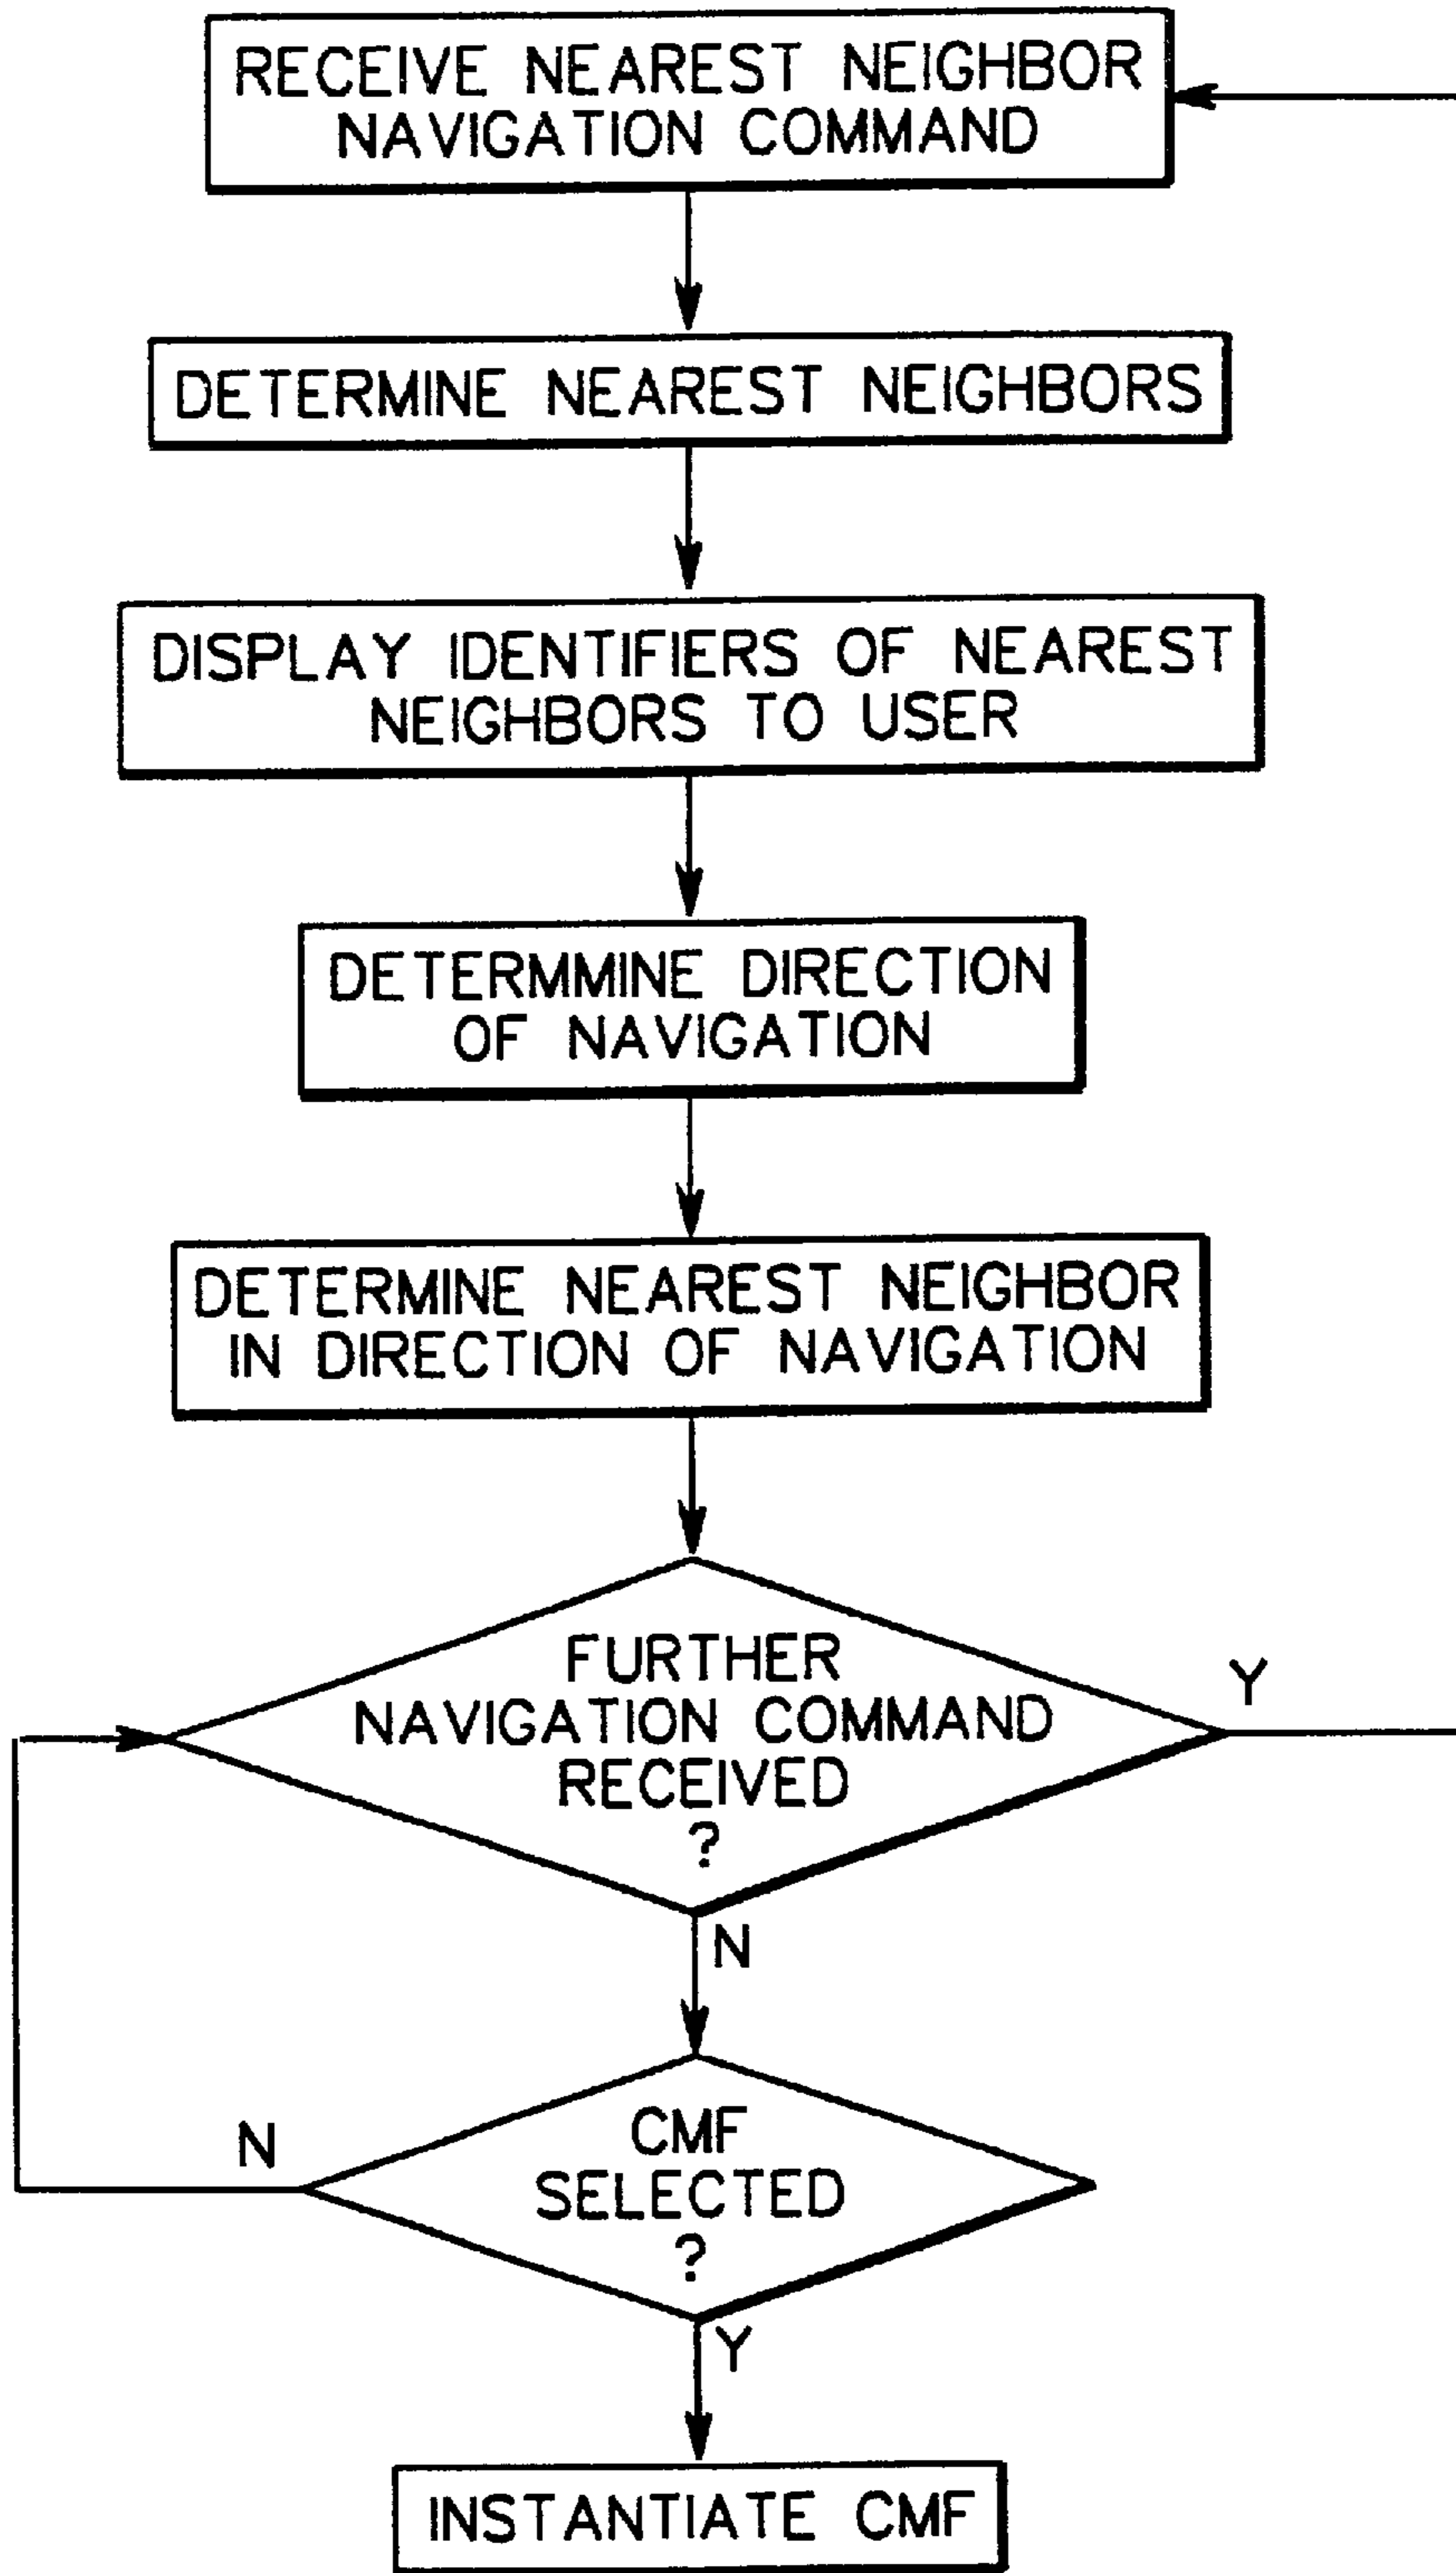 RECEIVE NEAREST NEIGHBOR
NAVIGATION COMMAND
DETERMINE NEAREST NEIGHBORS
DISPLAY IDENTIFIERS OF NEAREST
NEIGHBORS TO USER
DETERMMINE DIRECTION
OF NAVIGATION
DETERMINE NEAREST NEIGHBOR
IN DIRECTION OF NAVIGATION
FURTHER
NAVIGATION COMMAND
RECEIVED
?
Y
N
CMF
SELECTED
?
N
Y
INSTANTIATE CMF